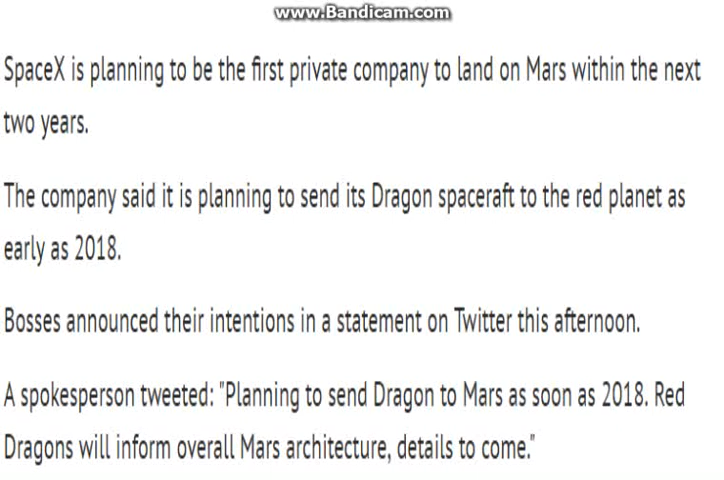 www.Bandicam.com
SpaceX is planning to be the first private company to land on Mars within the next
two years.
The company said it is planning to send its Dragon spaceraft to the red planet as
early as 2018.
Bosses announced their intentions in a statement on Twitter this afternoon.
A spokesperson tweeted: "Planning to send Dragon to Mars as soon as 2018. Red
Dragons will inform overall Mars architecture, details to come."